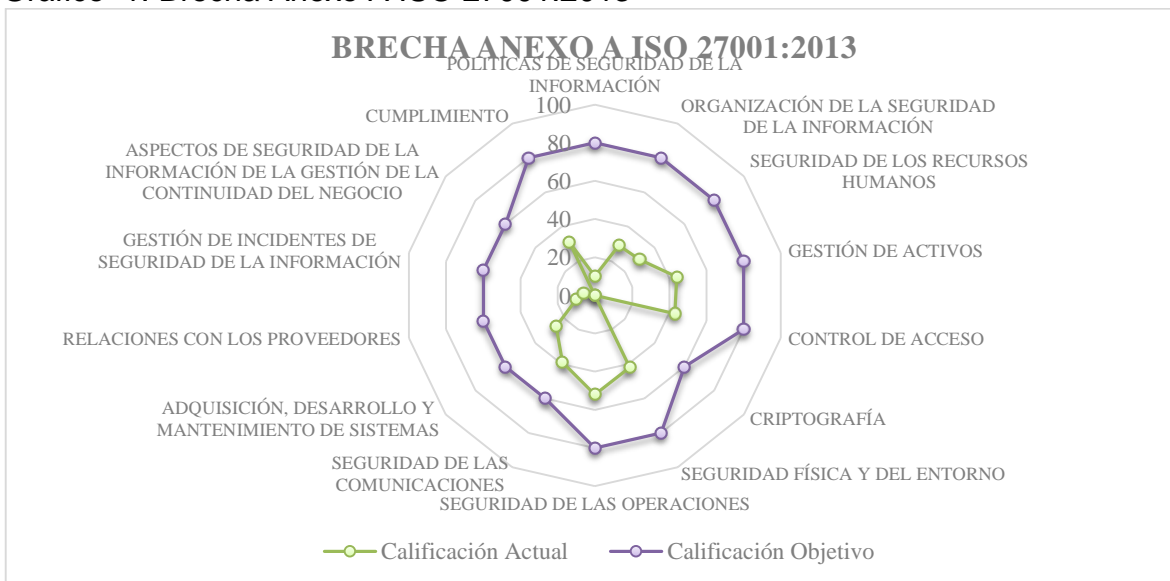 Gráfico Brecha Anexo A ISO 27001:2013
BRECHA ANEXO A ISO 27001:2013
POLÍTICAS DE SEGURIDAD DE LA
INFORMACIÓN
ORGANIZACIÓN DE LA SEGURIDAD
DE LA INFORMACIÓN
SEGURIDAD DE LOS RECURSOS
HUMANOS
GESTIÓN DE ACTIVOS
CONTROL DE ACCESO
CRIPTOGRAFÍA
SEGURIDAD FÍSICA Y DEL ENTORNO
SEGURIDAD DE LAS OPERACIONES
SEGURIDAD DE LAS
COMUNICACIONES
ADQUISICIÓN, DESARROLLO Y
MANTENIMIENTO DE SISTEMAS
RELACIONES CON LOS PROVEEDORES
GESTIÓN DE INCIDENTES DE
SEGURIDAD DE LA INFORMACIÓN
ASPECTOS DE SEGURIDAD DE LA
INFORMACIÓN DE LA GESTIÓN DE LA
CONTINUIDAD DEL NEGOCIO
CUMPLIMIENTO
100
80
60
40
20
0
Calificación Actual
Calificación Objetivo